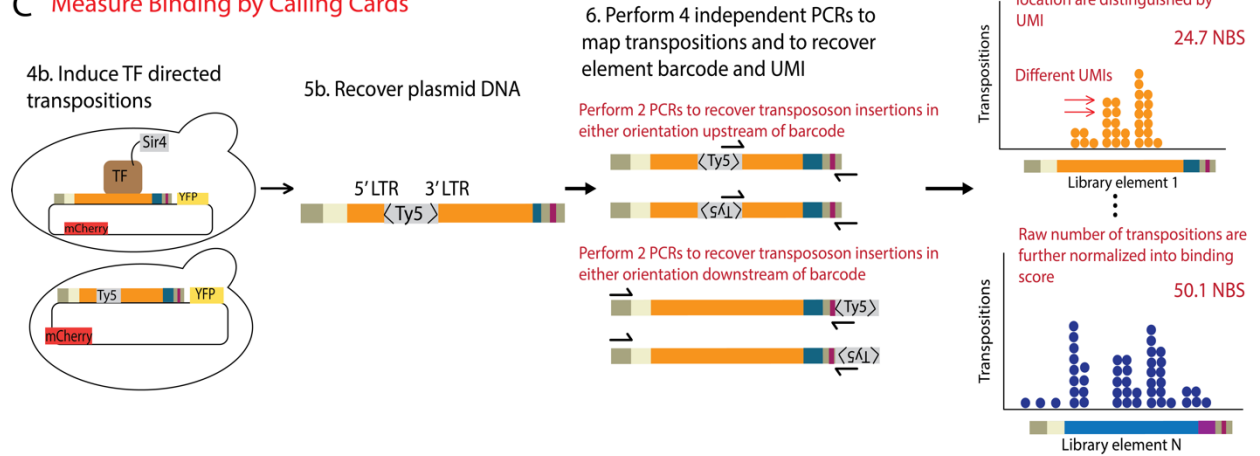 C Measure Binding by Calling Cards
4b. Induce TF directed
transpositions
Sir4
TF
YFP
mCherry
Ty5
YFP
mCherry
5b. Recover plasmid DNA
5' LTR 3' LTR
Ty5
6. Perform 4 independent PCRs to
map transpositions and to recover
element barcode and UMI
Perform 2 PCRs to recover transpososon insertions in
either orientation upstream of barcode
Ty5
Ty5
Perform 2 PCRs to recover transpososon insertions in
either orientation downstream of barcode
Ty5
Ty5
location are distinguished by
UMI
24.7 NBS
Different UMIs
Transpositions
Library element 1
Raw number of transpositions are
further normalized into binding
score
50.1 NBS
Transpositions
Library element N